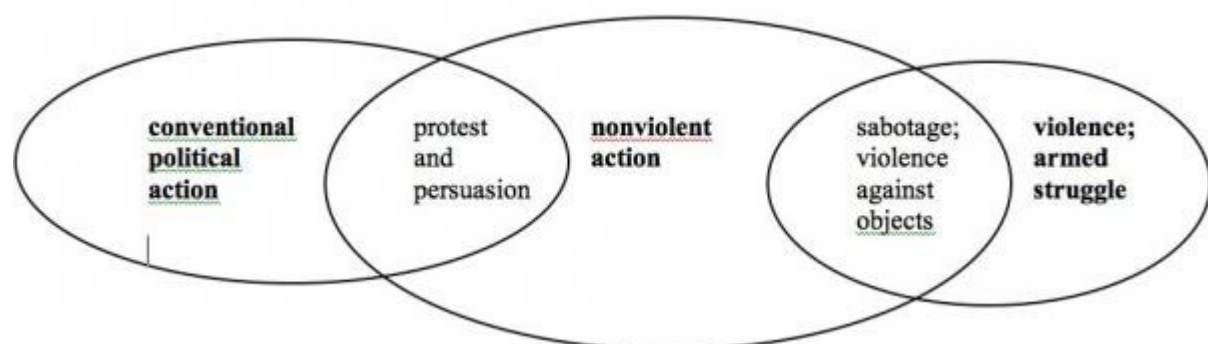 conventional
political
action
protest
and
persuasion
nonviolent
action
sabotage;
violence
against
objects
violence;
armed
struggle